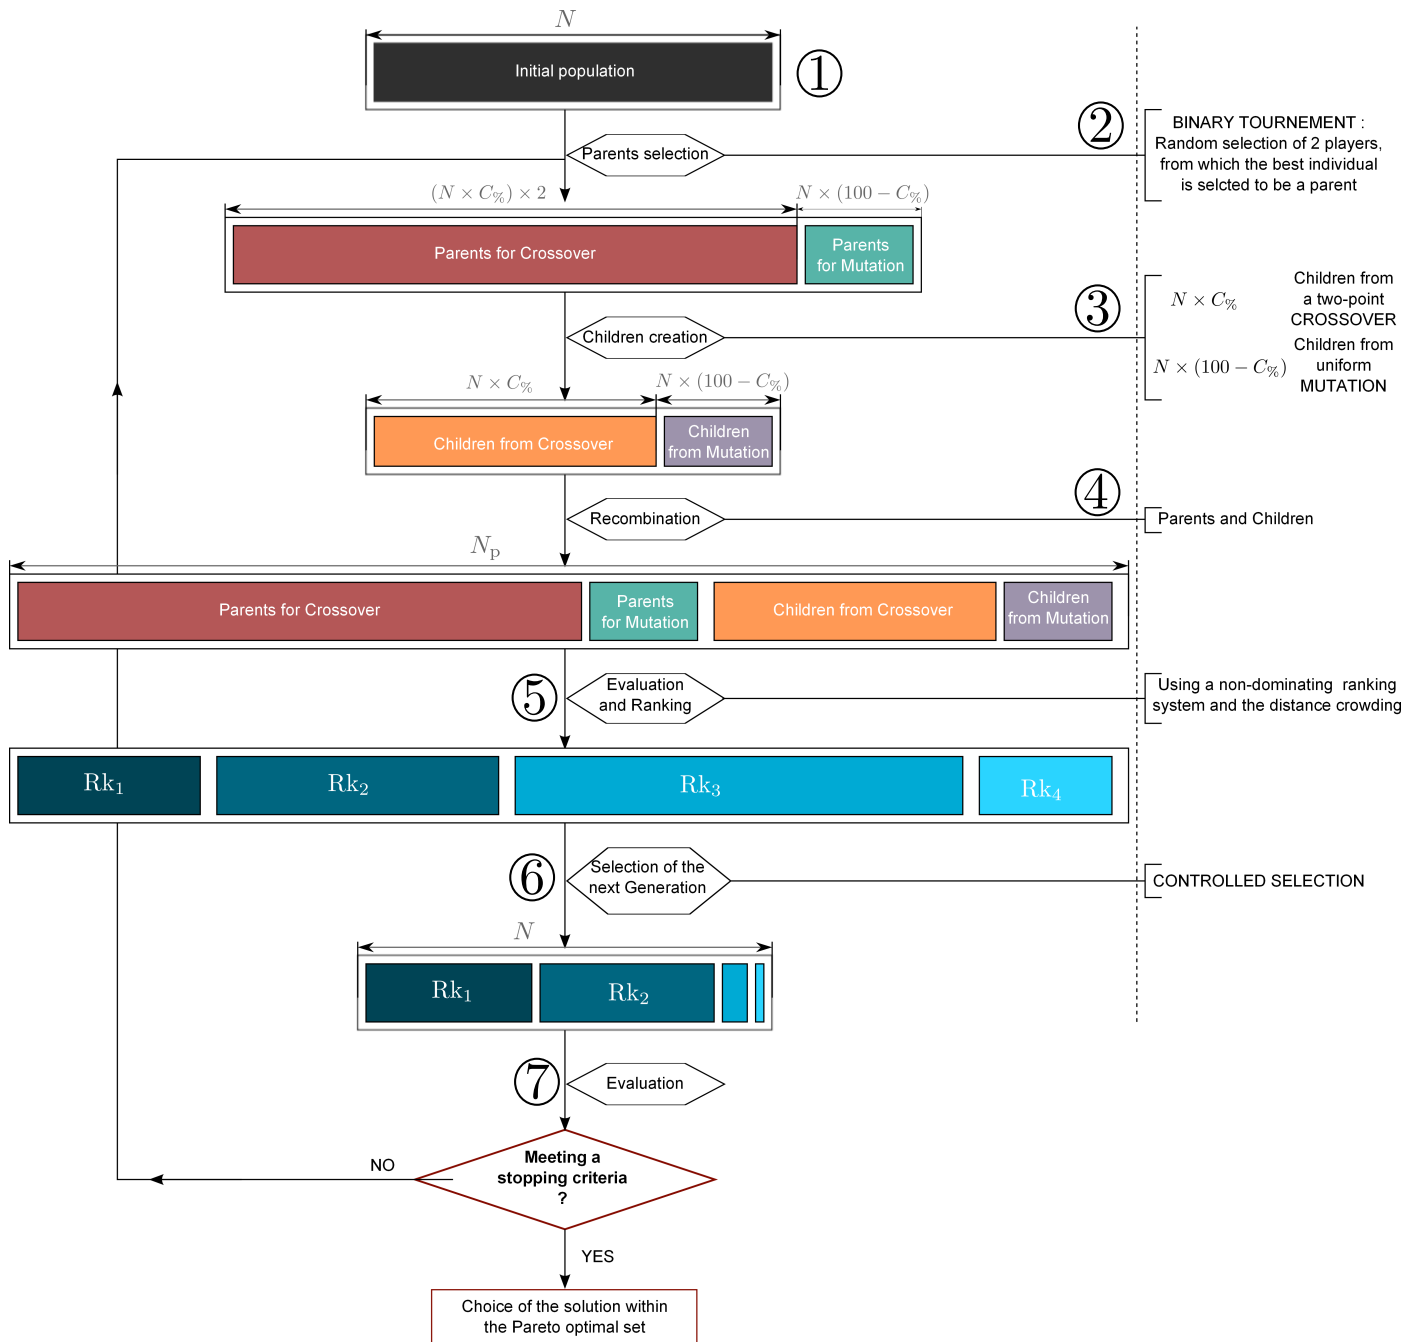 N
Initial population
①
②
BINARY TOURNEMENT :
Random selection of 2 players,
from which the best individual
is selcted to be a parent
Parents selection
(N × C%) × 2
N × (100 − C%)
Parents for Crossover
Parents
for Mutation
③
N × C%
Children from
a two-point
CROSSOVER
N × (100 − C%)
Children from
uniform
MUTATION
Children creation
N × C%
N × (100 − C%)
Children from Crossover
Children
from Mutation
④
Recombination
Parents and Children
Np
Parents for Crossover
Parents
for Mutation
Children from Crossover
Children
from Mutation
⑤
Evaluation
and Ranking
Using a non-dominating ranking
system and the distance crowding
Rk1
Rk2
Rk3
Rk4
⑥
Selection of the
next Generation
CONTROLLED SELECTION
N
Rk1
Rk2
⑦
Evaluation
Meeting a
stopping criteria
?
NO
YES
Choice of the solution within
the Pareto optimal set